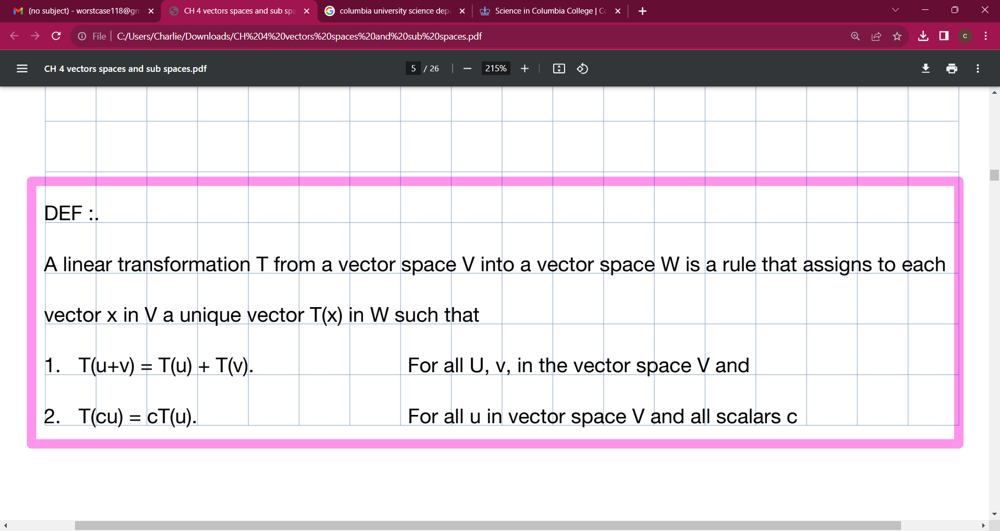 (no subject) - worstcase118@gm
CH 4 vectors spaces and sub spa
columbia university science depa
Science in Columbia College | Co
File
C:/Users/Charlie/Downloads/CH%204%20vectors%20spaces%20and%20sub%20spaces.pdf
c
CH 4 vectors spaces and sub spaces.pdf
5 / 26
215%
DEF :.
A linear transformation T from a vector space V into a vector space W is a rule that assigns to each
vector x in V a unique vector T(x) in W such that
1. T(u+v) = T(u) + T(v). For all U, v, in the vector space V and
2. T(cu) = cT(u). For all u in vector space V and all scalars c